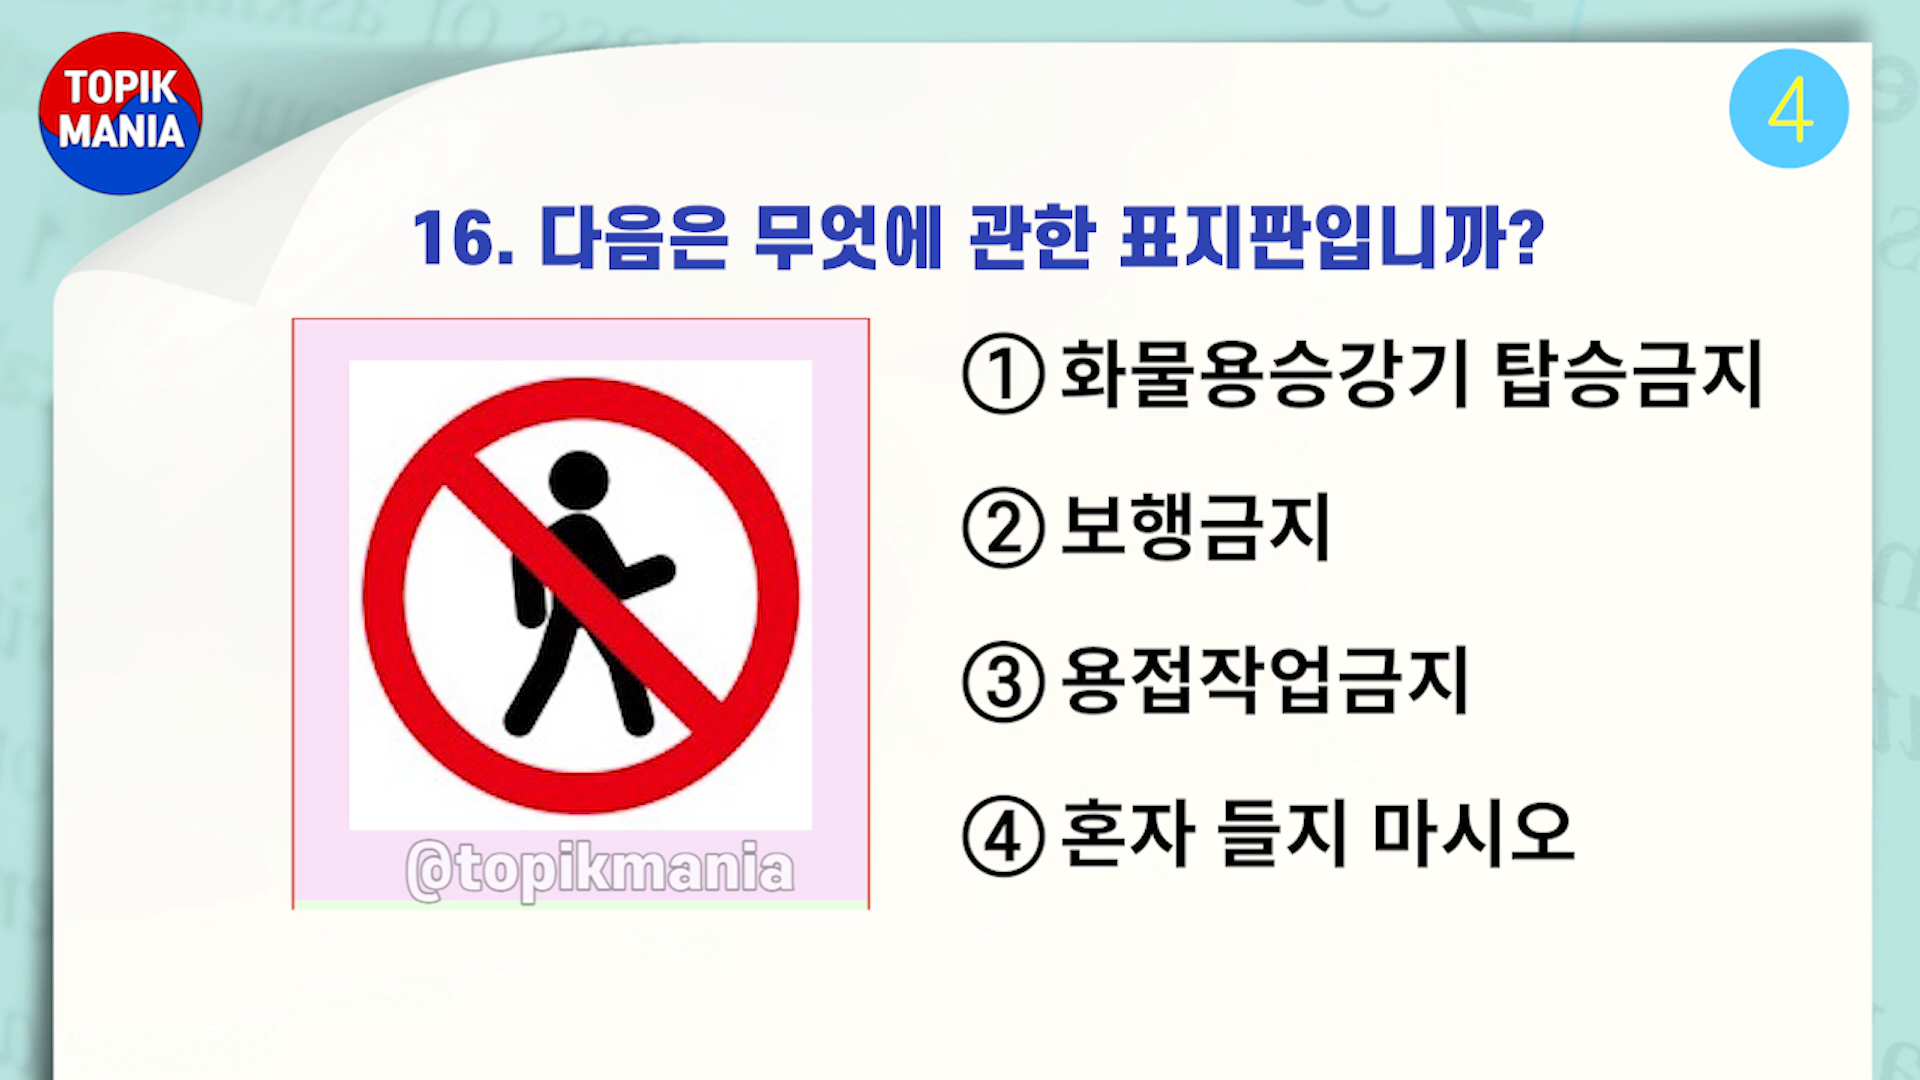 TOPIK
MANIA
4
16. 다음은 무엇에 관한 표지판입니까?
① 화물용승강기 탑승금지
② 보행금지
③ 용접작업금지
④ 혼자 들지 마시오
@topikmania